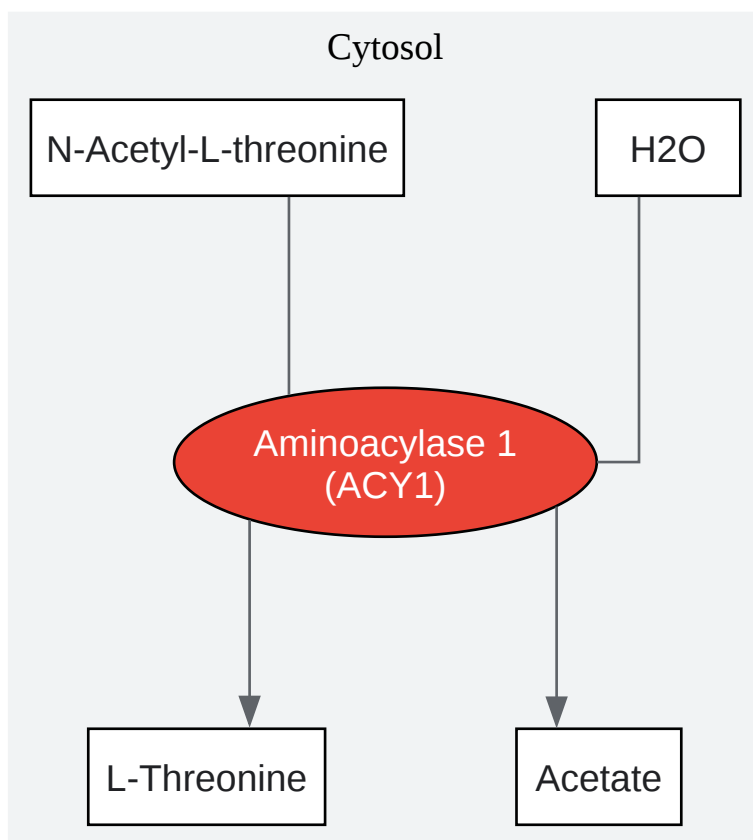 Cytosol
N-Acetyl-L-threonine
H2O
Aminoacylase 1
(ACY1)
L-Threonine
Acetate